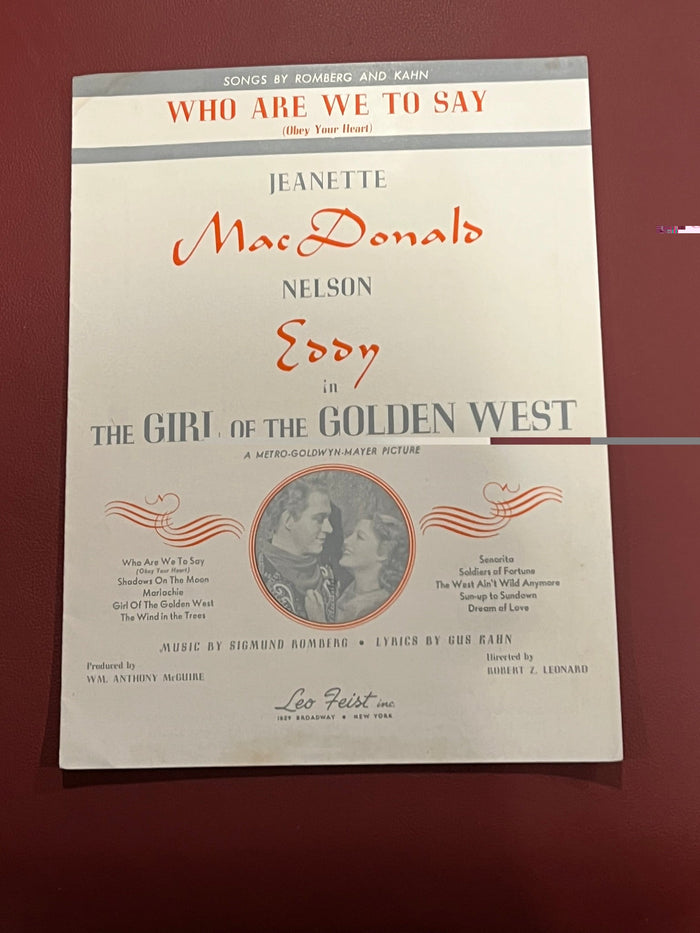 SONGS BY ROMBERG AND KAHN
WHO ARE WE TO SAY
(Obey Your Heart)
JEANETTE
MacDonald
NELSON
Eddy
in
THE GIRL OF THE GOLDEN WEST
A METRO-GOLDWYN-MAYER PICTURE
Who Are We To Say
(Obey Your Heart)
Shadows On The Moon
Mariachie
Girl Of The Golden West
The Wind in the Trees
Senorita
Soldiers of Fortune
The West Ain't Wild Anymore
Sun-up to Sundown
Dream of Love
MUSIC BY SIGMUND ROMBERG • LYRICS BY GUS KAHN
Produced by
WM. ANTHONY McGUIRE
Directed by
ROBERT Z. LEONARD
Leo Feist inc.
1629 BROADWAY • NEW YORK